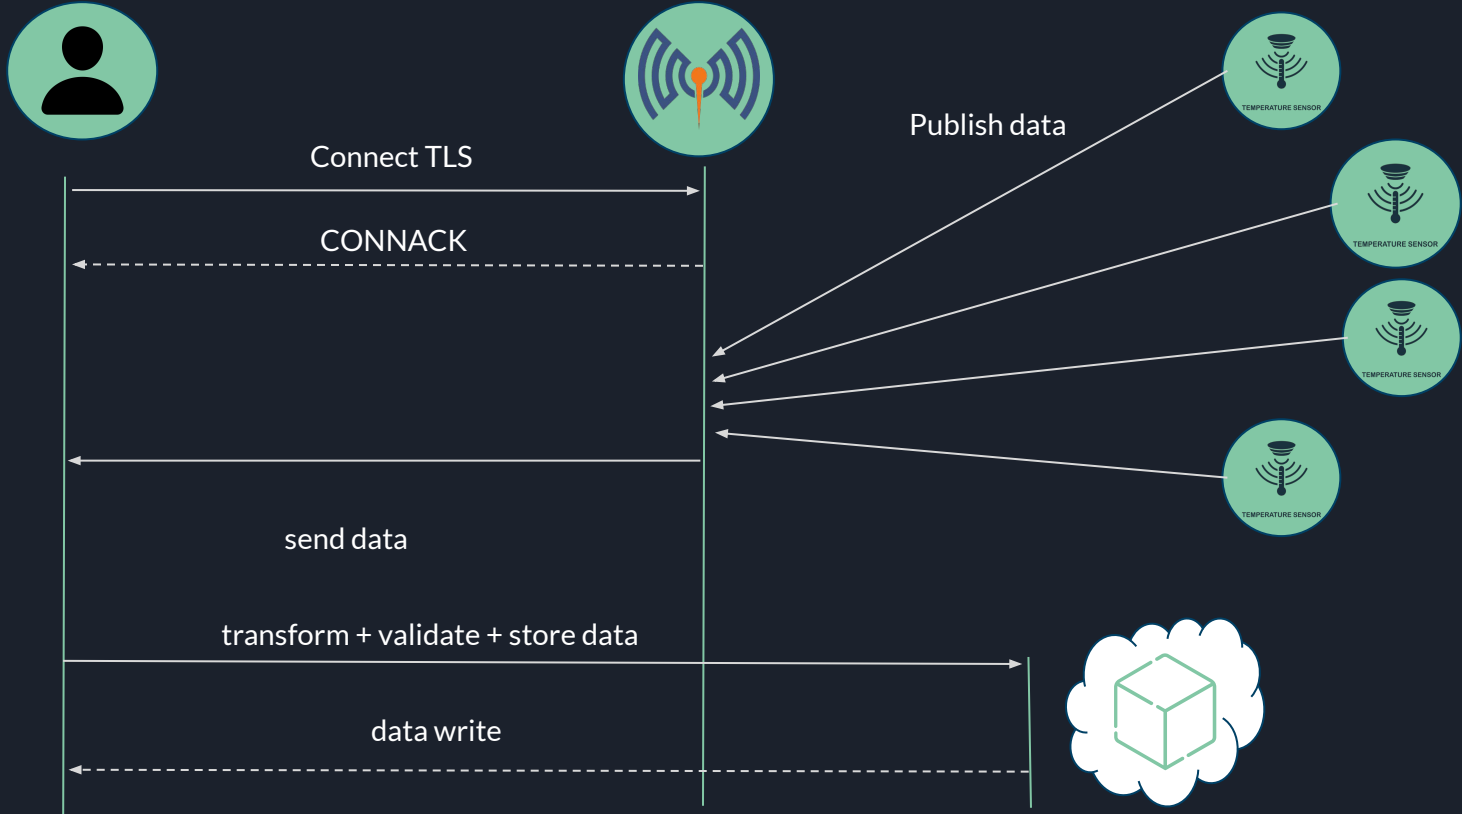 TEMPERATURE SENSOR
Publish data
Connect TLS
CONNACK
TEMPERATURE SENSOR
TEMPERATURE SENSOR
TEMPERATURE SENSOR
send data
transform + validate + store data
data write